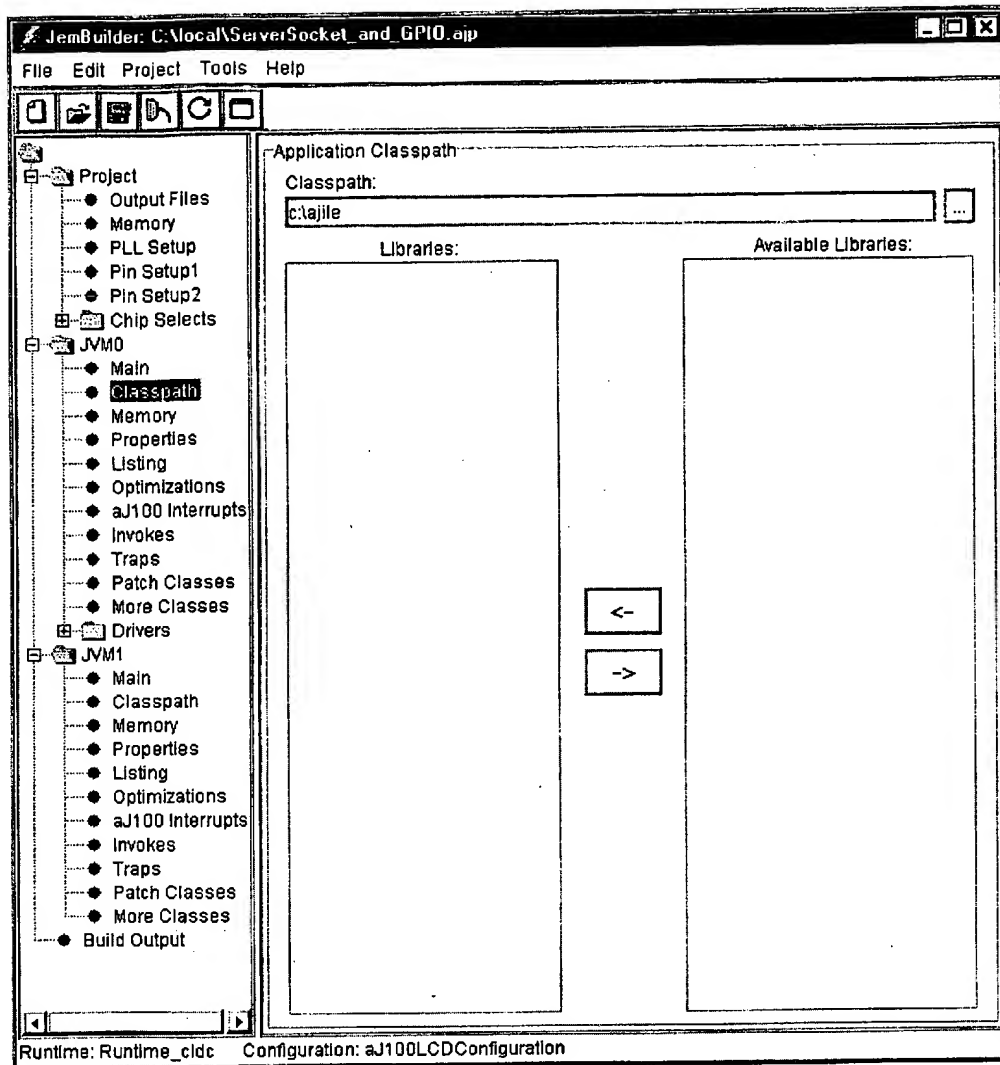 JemBuilder: C:\local\ServerSocket_and_GPIO.ajp
File Edit Project Tools Help
Project
Output Files
Memory
PLL Setup
Pin Setup1
Pin Setup2
Chip Selects
JVM0
Main
Classpath
Memory
Properties
Listing
Optimizations
aJ100 Interrupts
Invokes
Traps
Patch Classes
More Classes
Drivers
JVM1
Main
Classpath
Memory
Properties
Listing
Optimizations
aJ100 Interrupts
Invokes
Traps
Patch Classes
More Classes
Build Output
Application Classpath
Classpath:
c:\ajile
...
Libraries:
Available Libraries:
<-
->
Runtime: Runtime_cldc Configuration: aJ100LCDConfiguration